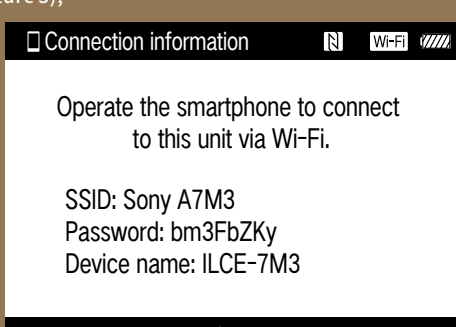 Connection information
Wi-Fi
Operate the smartphone to connect
to this unit via Wi-Fi.
SSID: Sony A7M3
Password: bm3FbZKy
Device name: ILCE-7M3